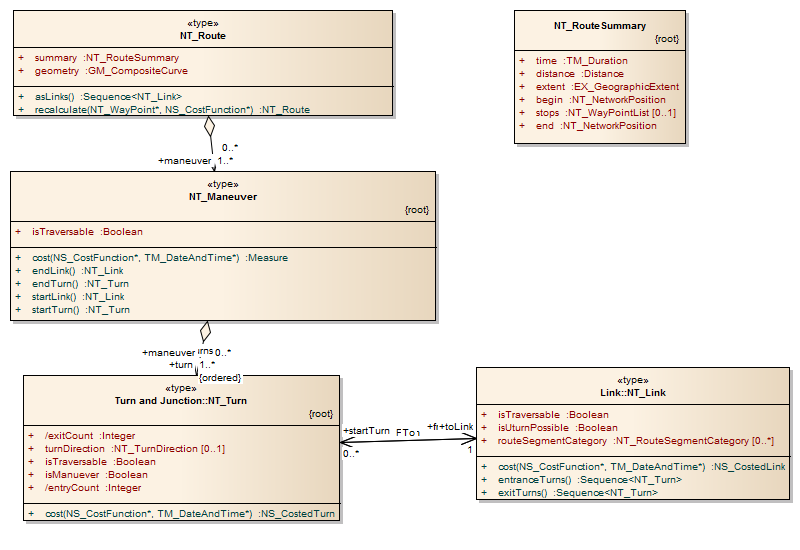 «type»
NT_Route
+ summary :NT_RouteSummary
+ geometry :GM_CompositeCurve
+ asLinks() :Sequence<NT_Link>
+ recalculate(NT_WayPoint*, NS_CostFunction*) :NT_Route
NT_RouteSummary
{root}
+ time :TM_Duration
+ distance :Distance
+ extent :EX_GeographicExtent
+ begin :NT_NetworkPosition
+ stops :NT_WayPointList [0..1]
+ end :NT_NetworkPosition
0..*
+maneuver 1..*
«type»
NT_Maneuver
{root}
+ isTraversable :Boolean
+ cost(NS_CostFunction*, TM_DateAndTime*) :Measure
+ endLink() :NT_Link
+ endTurn() :NT_Turn
+ startLink() :NT_Link
+ startTurn() :NT_Turn
+maneuver 0..*
+turn 1..*
{ordered}
«type»
Turn and Junction::NT_Turn
{root}
+ /exitCount :Integer
+ turnDirection :NT_TurnDirection [0..1]
+ isTraversable :Boolean
+ isManuever :Boolean
+ /entryCount :Integer
+ cost(NS_CostFunction*, TM_DateAndTime*) :NS_CostedTurn
+startTurn +toLink
0..* 1
«type»
Link::NT_Link
+ isTraversable :Boolean
+ isUturnPossible :Boolean
+ routeSegmentCategory :NT_RouteSegmentCategory [0..*]
+ cost(NS_CostFunction*, TM_DateAndTime*) :NS_CostedLink
+ entranceTurns() :Sequence<NT_Turn>
+ exitTurns() :Sequence<NT_Turn>